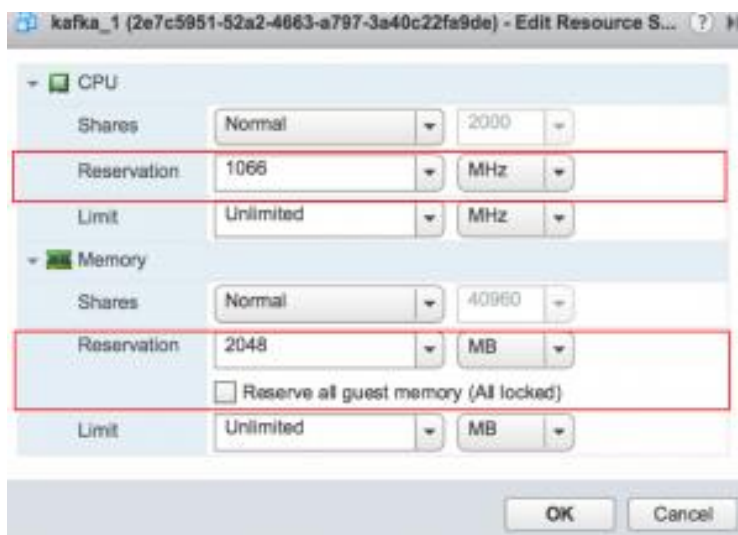 kafka_1 (2e7c5951-52a2-4663-a797-3a40c22fa9de) - Edit Resource S... ?
CPU
Shares Normal 2000
Reservation 1066 MHz
Limit Unlimited MHz
Memory
Shares Normal 40960
Reservation 2048 MB
Reserve all guest memory (All locked)
Limit Unlimited MB
OK Cancel